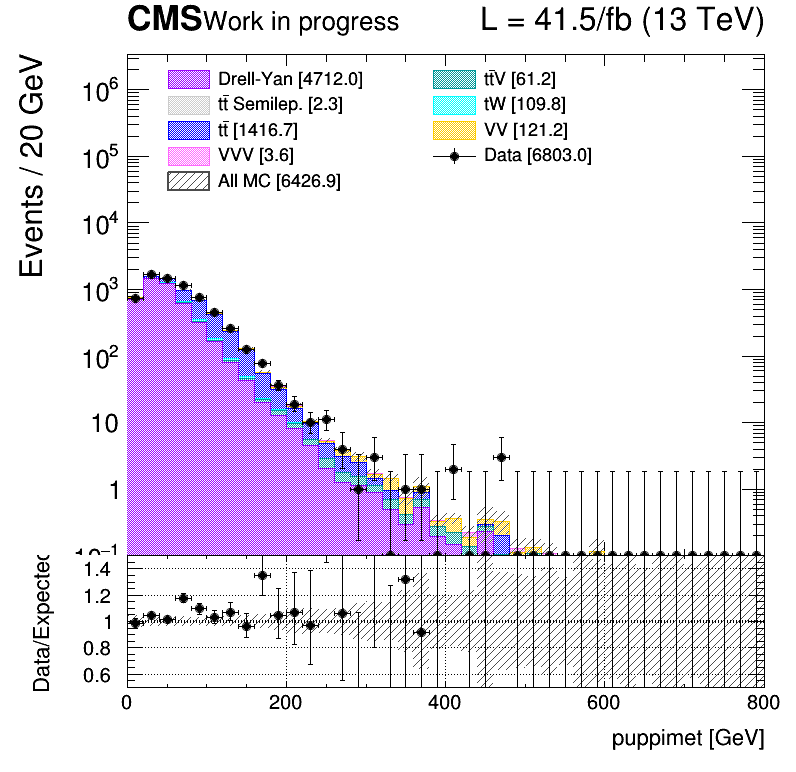 CMS Work in progress L = 41.5/fb (13 TeV)
Events / 20 GeV
10⁶
10⁵
10⁴
10³
10²
10
1
10⁻¹
Drell-Yan [4712.0]
tt̄ Semilep. [2.3]
tt̄ [1416.7]
VVV [3.6]
All MC [6426.9]
tt̄V [61.2]
tW [109.8]
VV [121.2]
Data [6803.0]
Data/Expected
1.4
1.2
1
0.8
0.6
0 200 400 600 800
puppimet [GeV]